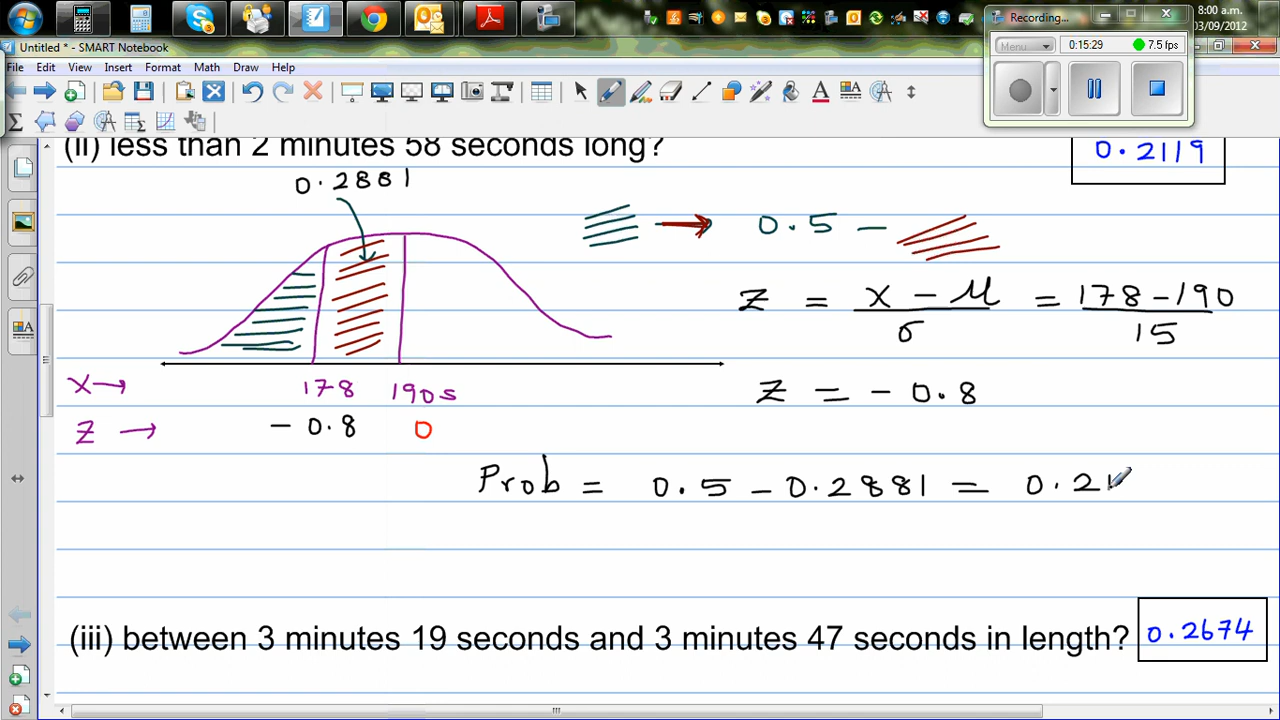 Recording...
8:00 a.m.
03/09/2012
Menu
0:15:29
7.5 fps
Untitled * - SMART Notebook
File Edit View Insert Format Math Draw Help
(ii) less than 2 minutes 58 seconds long?
0.2119
0.2881
→ 0.5 –
Z = x – μ / σ = 178 – 190 / 15
Z = – 0.8
X → 178 190s
Z → – 0.8 0
Prob = 0.5 – 0.2881 = 0.21
(iii) between 3 minutes 19 seconds and 3 minutes 47 seconds in length?
0.2674